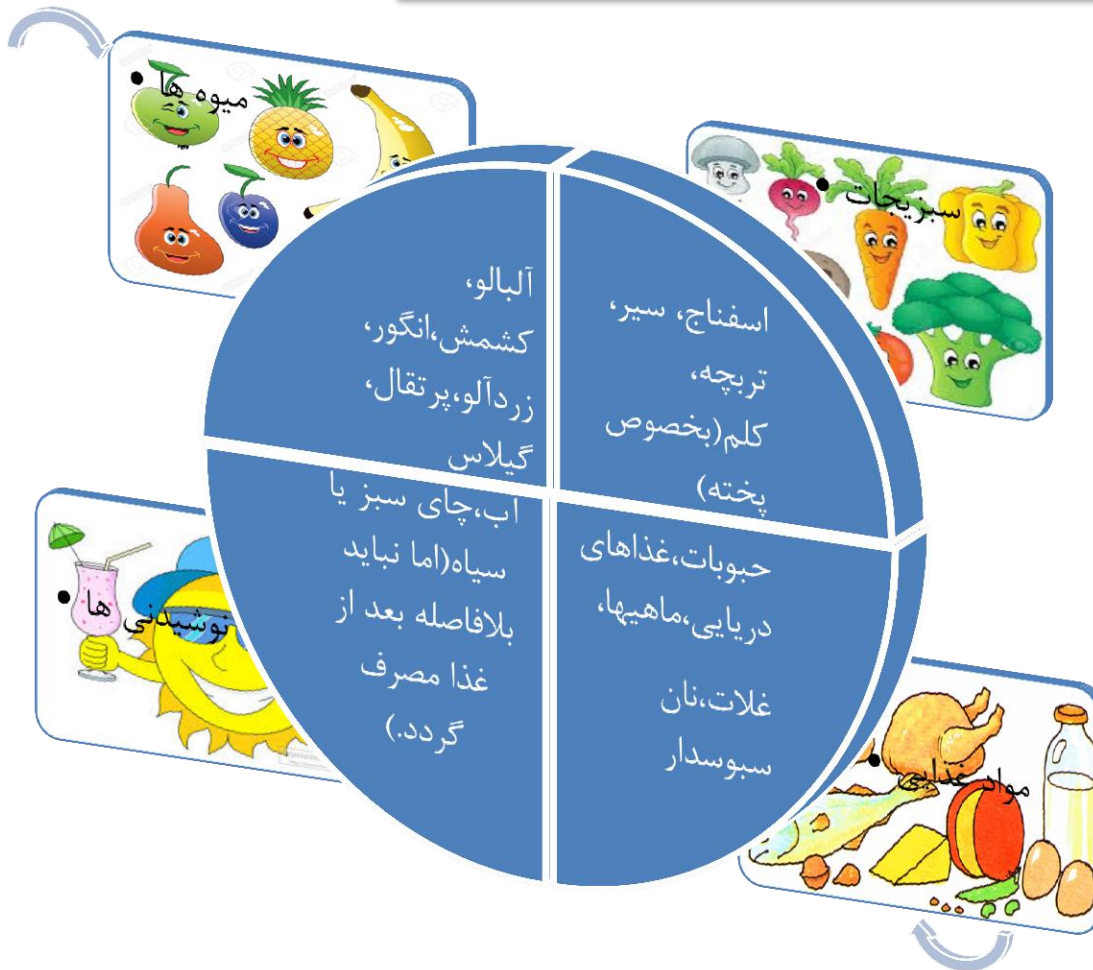 • میوه ها
• سبزیجات
آلبالو،
کشمش،انگور،
زردآلو،پرتقال،
گیلاس
اسفناج، سیر،
تربچه،
کلم(بخصوص
پخته)
آب،چای سبز یا
سیاه(اما نباید
بلافاصله بعد از
غذا مصرف
گردد.)
حبوبات،غذاهای
دریایی،ماهیها،
غلات،نان
سبوسدار
• نوشیدنی ها
• مواد غذایی